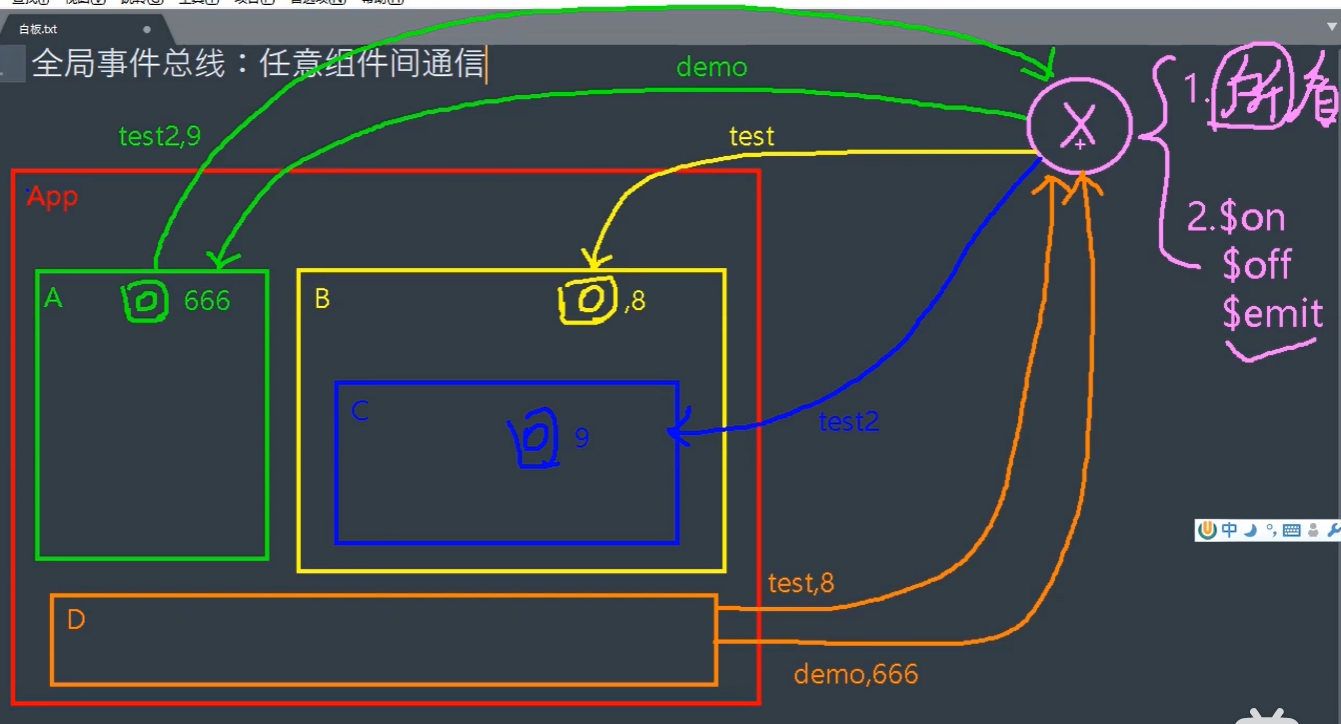 白板.txt
全局事件总线：任意组件间通信
demo
test2,9
test
X
1.所有
App
2.$on
$off
$emit
A
666
B
,8
C
9
test2
中
test,8
D
demo,666